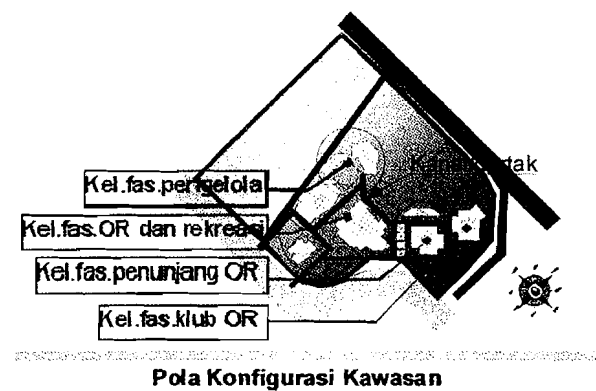 Kel.fas.pengelola
Kel.fas.OR dan rekreasi
Kel.fas.penunjang OR
Kel.fas.klub OR
Pola Konfigurasi Kawasan